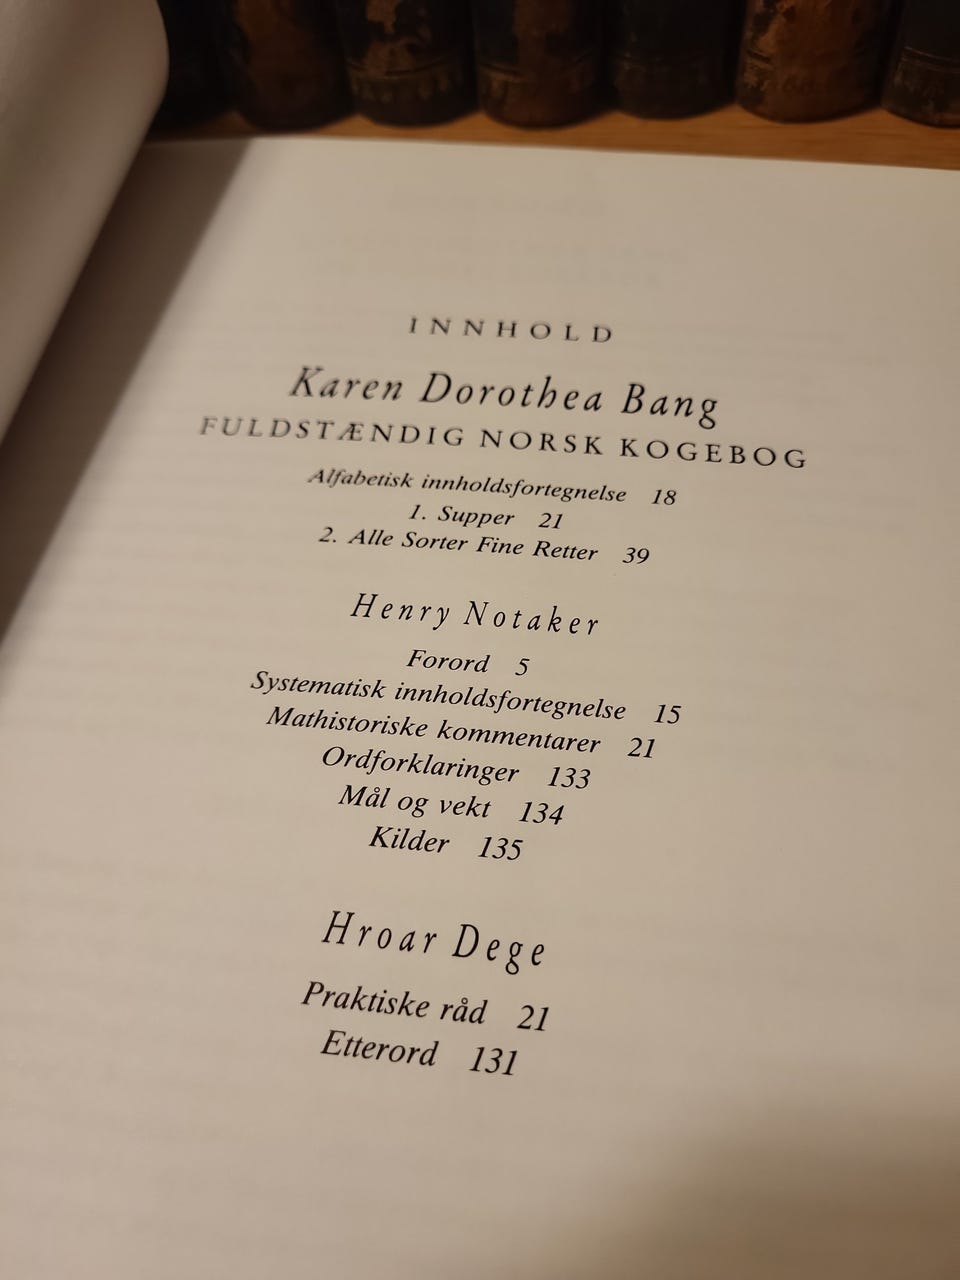 INNHOLD
Karen Dorothea Bang
FULDSTÆNDIG NORSK KOGEBOG
Alfabetisk innholdsfortegnelse 18
1. Supper 21
2. Alle Sorter Fine Retter 39
Henry Notaker
Forord 5
Systematisk innholdsfortegnelse 15
Mathistoriske kommentarer 21
Ordforklaringer 133
Mål og vekt 134
Kilder 135
Hroar Dege
Praktiske råd 21
Etterord 131